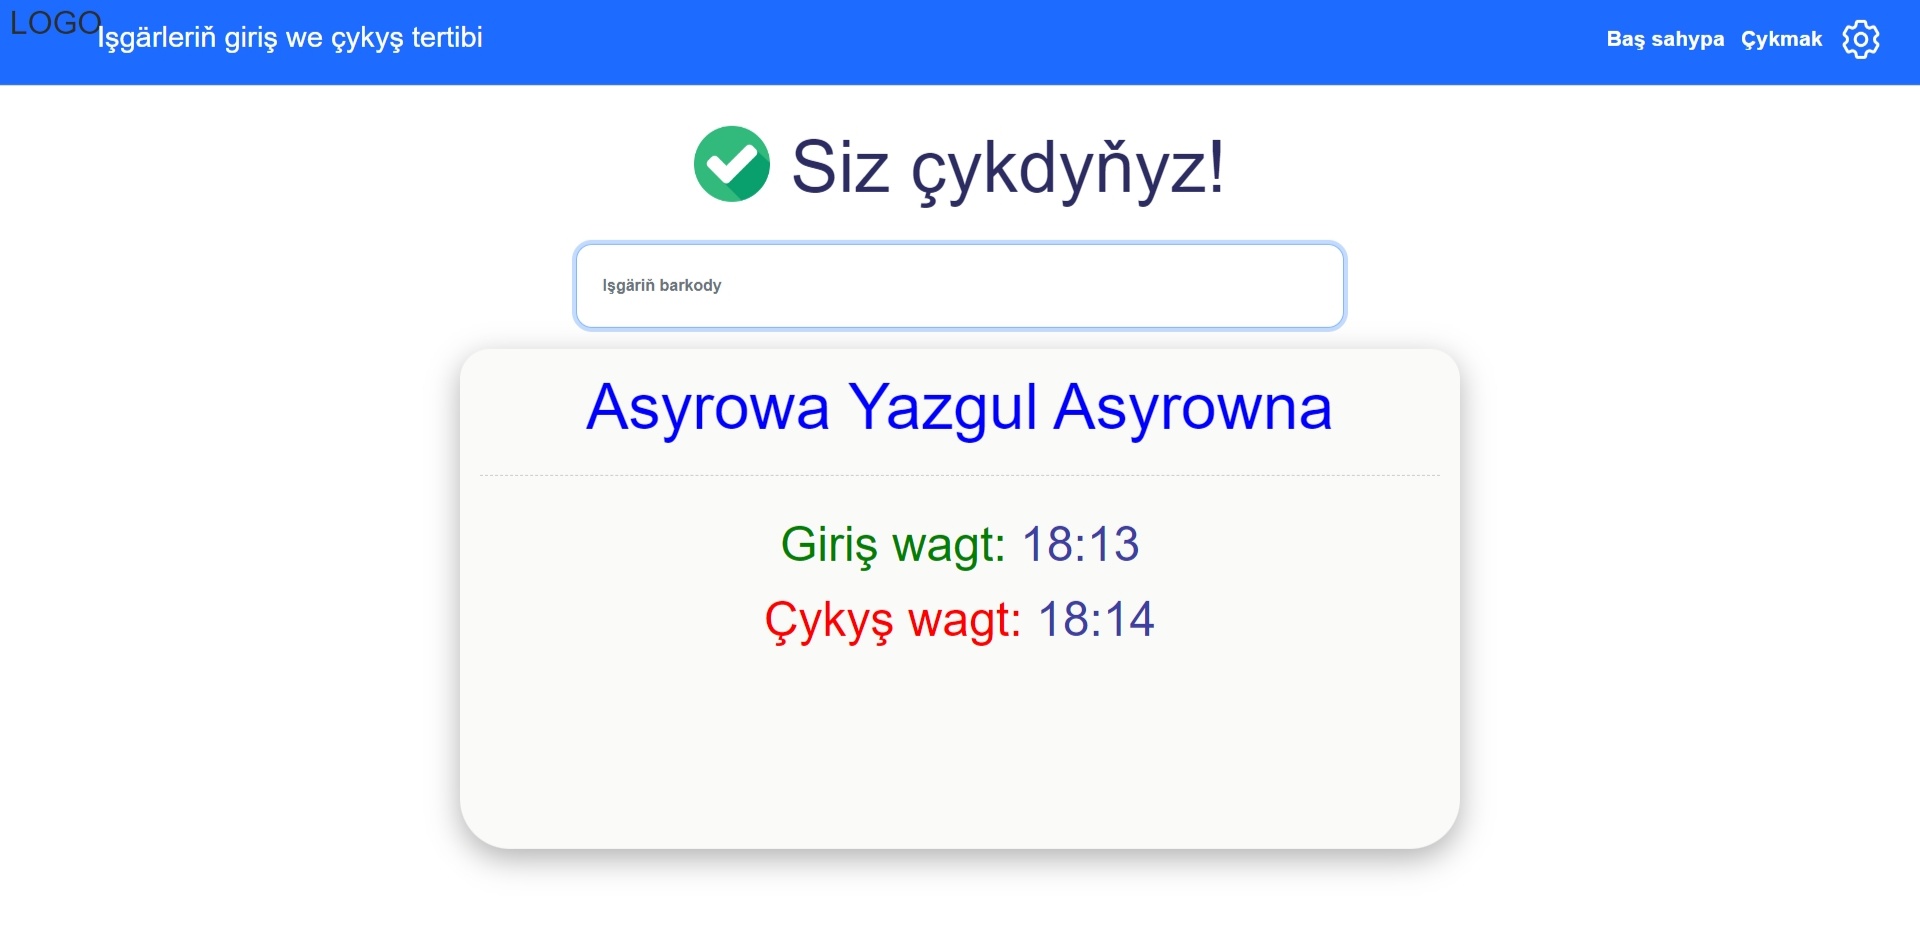 LOGO
Işgärleriň giriş we çykyş tertibi
Baş sahypa
Çykmak
Siz çykdyňyz!
Işgäriň barkody
Asyrowa Yazgul Asyrowna
Giriş wagt: 18:13
Çykyş wagt: 18:14